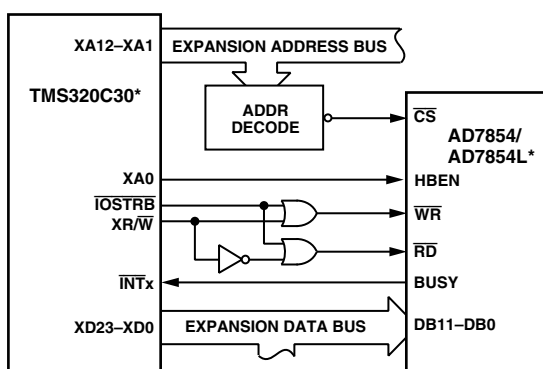 XA12–XA1
EXPANSION ADDRESS BUS
TMS320C30*
ADDR
DECODE
CS
AD7854/
AD7854L*
XA0
HBEN
IOSTRB
XR/W
WR
RD
INTx
BUSY
XD23–XD0
EXPANSION DATA BUS
DB11–DB0